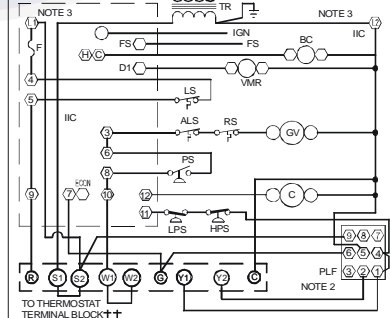 NOTE 3 TR NOTE 3
L1 IGN L2
F FS FS BC IIC
H C
4 D1 VMR
5 LS
IIC ALS RS
3 GV
6 PS
8
9 7 ECON 10 12 C
11
LPS HPS
9 8 7
6 5 4
PLF 3 2 1
R S1 S2 W1 W2 G Y1 Y2 C
NOTE 2
TO THERMOSTAT
TERMINAL BLOCK ††